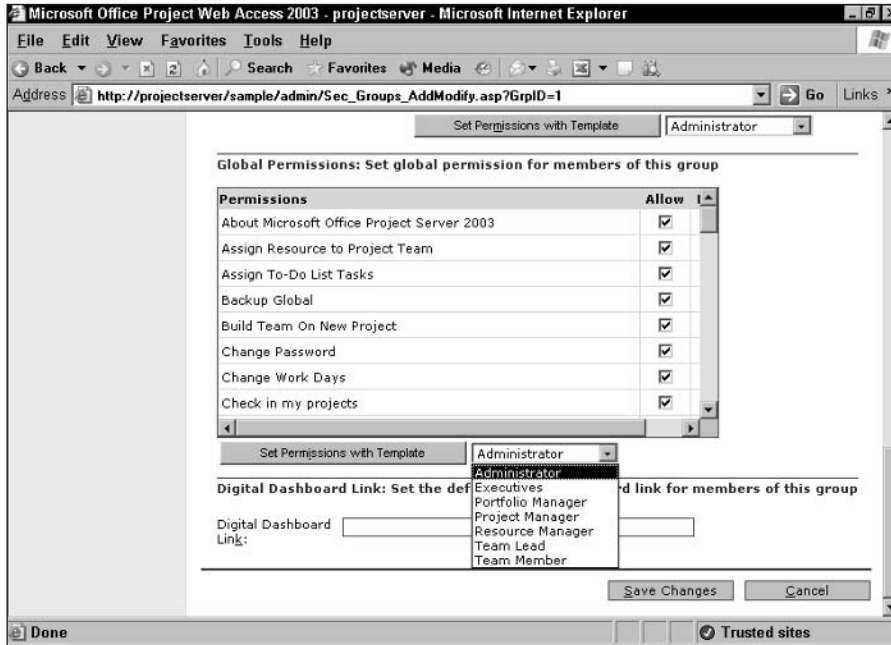 Microsoft Office Project Web Access 2003 - projectserver - Microsoft Internet Explorer
File Edit View Favorites Tools Help
Back Search Favorites Media
Address http://projectserver/sample/admin/Sec_Groups_AddModify.asp?GrpID=1 Go Links
Set Permissions with Template Administrator
Global Permissions: Set global permission for members of this group
Permissions Allow
About Microsoft Office Project Server 2003
Assign Resource to Project Team
Assign To-Do List Tasks
Backup Global
Build Team On New Project
Change Password
Change Work Days
Check in my projects
Set Permissions with Template Administrator
Administrator
Digital Dashboard Link: Set the def Executives rd link for members of this group
Portfolio Manager
Project Manager
Digital Dashboard Resource Manager
Link: Team Lead
Team Member
Save Changes Cancel
Done Trusted sites